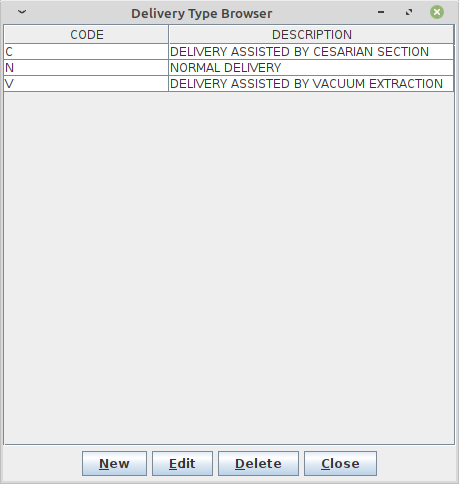 Delivery Type Browser
CODE DESCRIPTION
C DELIVERY ASSISTED BY CESARIAN SECTION
N NORMAL DELIVERY
V DELIVERY ASSISTED BY VACUUM EXTRACTION
New Edit Delete Close